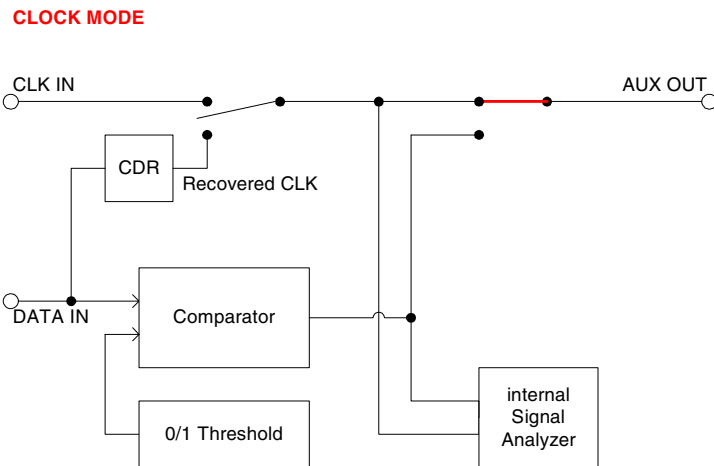 CLOCK MODE
CLK IN
AUX OUT
CDR
Recovered CLK
DATA IN
Comparator
0/1 Threshold
internal
Signal
Analyzer